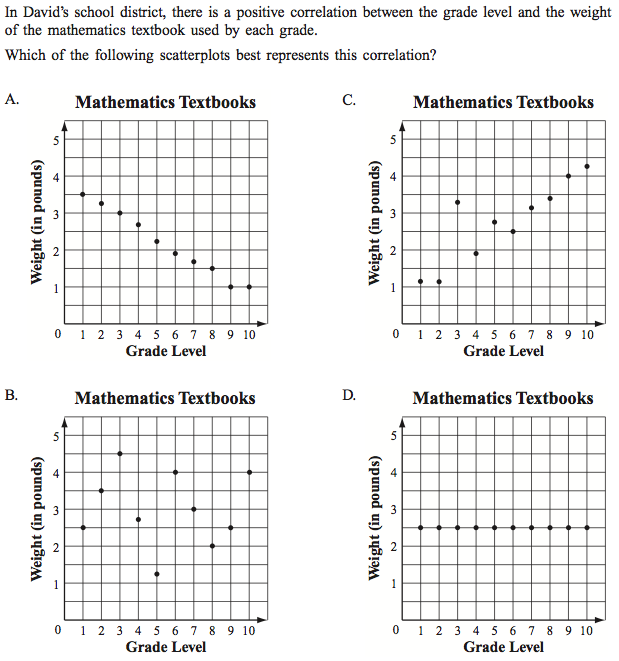 In David’s school district, there is a positive correlation between the grade level and the weight
of the mathematics textbook used by each grade.
Which of the following scatterplots best represents this correlation?
A.
Mathematics Textbooks
Weight (in pounds)
5
4
3
2
1
0 1 2 3 4 5 6 7 8 9 10
Grade Level
C.
Mathematics Textbooks
Weight (in pounds)
5
4
3
2
1
0 1 2 3 4 5 6 7 8 9 10
Grade Level
B.
Mathematics Textbooks
Weight (in pounds)
5
4
3
2
1
0 1 2 3 4 5 6 7 8 9 10
Grade Level
D.
Mathematics Textbooks
Weight (in pounds)
5
4
3
2
1
0 1 2 3 4 5 6 7 8 9 10
Grade Level